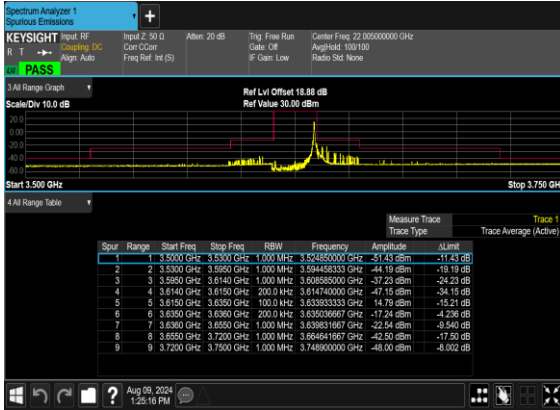 Spectrum Analyzer 1
Spurious Emissions
KEYSIGHT Input: RF Input Z: 50 Ω Atten: 20 dB Trig: Free Run Center Freq: 22.005000000 GHz
R T Coupling: DC Corr CCorr Gate: Off Avg|Hold: 100/100
Align: Auto Freq Ref: Int (S) IF Gain: Low Radio Std: None
PASS
3 All Range Graph
Ref Lvl Offset 18.88 dB
Scale/Div 10.0 dB Ref Value 30.00 dBm
20.0
0.00
-20.0
-40.0
-60.0
Start 3.500 GHz Stop 3.750 GH
4 All Range Table
Measure Trace Trace 1
Trace Type Trace Average (Active)
Spur Range Start Freq Stop Freq RBW Frequency Amplitude ΔLimit
1 1 3.5000 GHz 3.5300 GHz 1.000 MHz 3.524850000 GHz -51.43 dBm -11.43 dB
2 2 3.5300 GHz 3.5950 GHz 1.000 MHz 3.594458333 GHz -44.19 dBm -19.19 dB
3 3 3.5950 GHz 3.6140 GHz 1.000 MHz 3.608585000 GHz -37.23 dBm -24.23 dB
4 4 3.6140 GHz 3.6150 GHz 200.0 kHz 3.614740000 GHz -47.15 dBm -34.15 dB
5 5 3.6150 GHz 3.6350 GHz 100.0 kHz 3.633933333 GHz 14.79 dBm -15.21 dB
6 6 3.6350 GHz 3.6360 GHz 200.0 kHz 3.635036667 GHz -17.24 dBm -4.236 dB
7 7 3.6360 GHz 3.6550 GHz 1.000 MHz 3.639831667 GHz -22.54 dBm -9.540 dB
8 8 3.6550 GHz 3.7200 GHz 1.000 MHz 3.664641667 GHz -42.50 dBm -17.50 dB
9 9 3.7200 GHz 3.7500 GHz 1.000 MHz 3.748900000 GHz -48.00 dBm -8.002 dB
Aug 09, 2024
1:25:16 PM